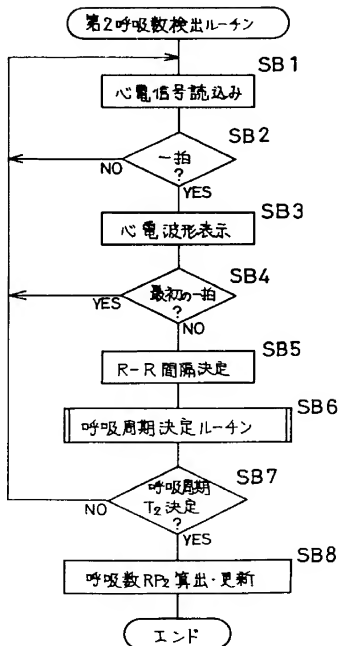 第2呼吸数検出ルーチン
SB1
心電信号読込み
SB2
一拍
?
NO
YES
SB3
心電波形表示
SB4
最初の一拍
?
YES
NO
SB5
R-R間隔決定
SB6
呼吸周期決定ルーチン
SB7
呼吸周期
T₂決定
?
NO
YES
SB8
呼吸数RP₂算出・更新
エンド